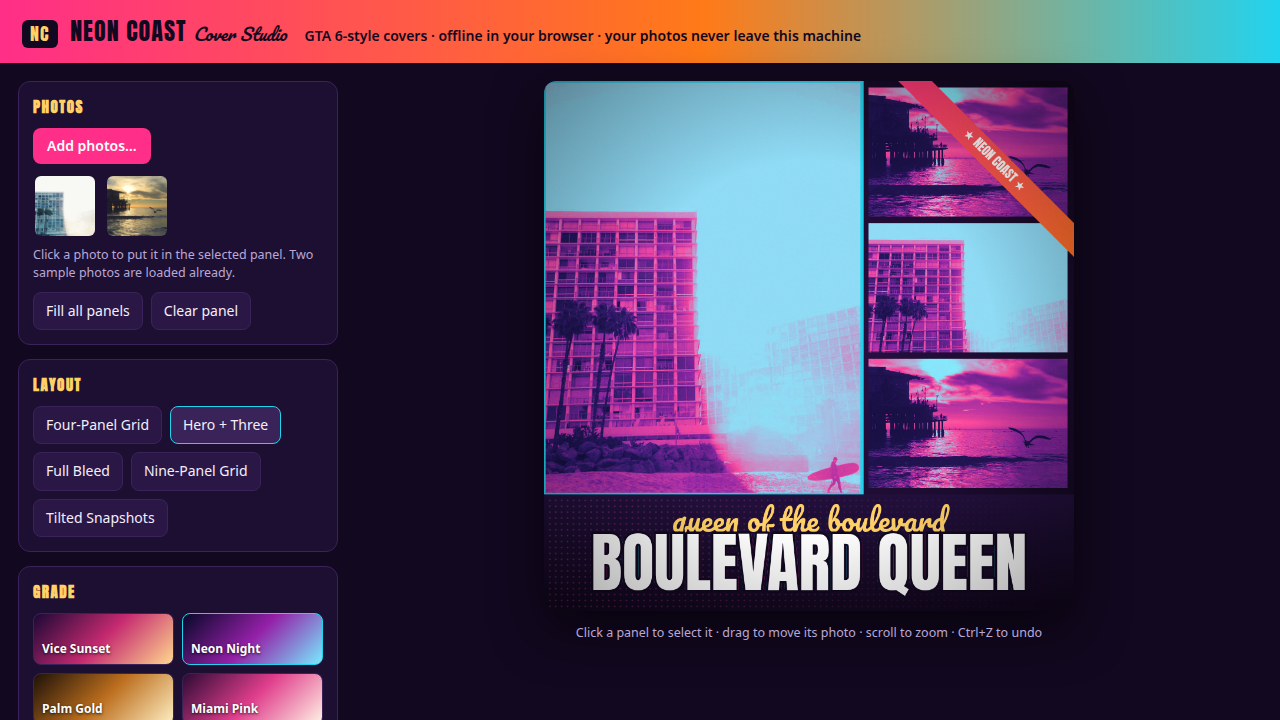 NC NEON COAST Cover Studio GTA 6-style covers · offline in your browser · your photos never leave this machine
PHOTOS
Add photos...
Click a photo to put it in the selected panel. Two
sample photos are loaded already.
Fill all panels Clear panel
LAYOUT
Four-Panel Grid Hero + Three
Full Bleed Nine-Panel Grid
Tilted Snapshots
GRADE
Vice Sunset Neon Night
Palm Gold Miami Pink
★ NEON COAST ★
queen of the boulevard
BOULEVARD QUEEN
Click a panel to select it · drag to move its photo · scroll to zoom · Ctrl+Z to undo